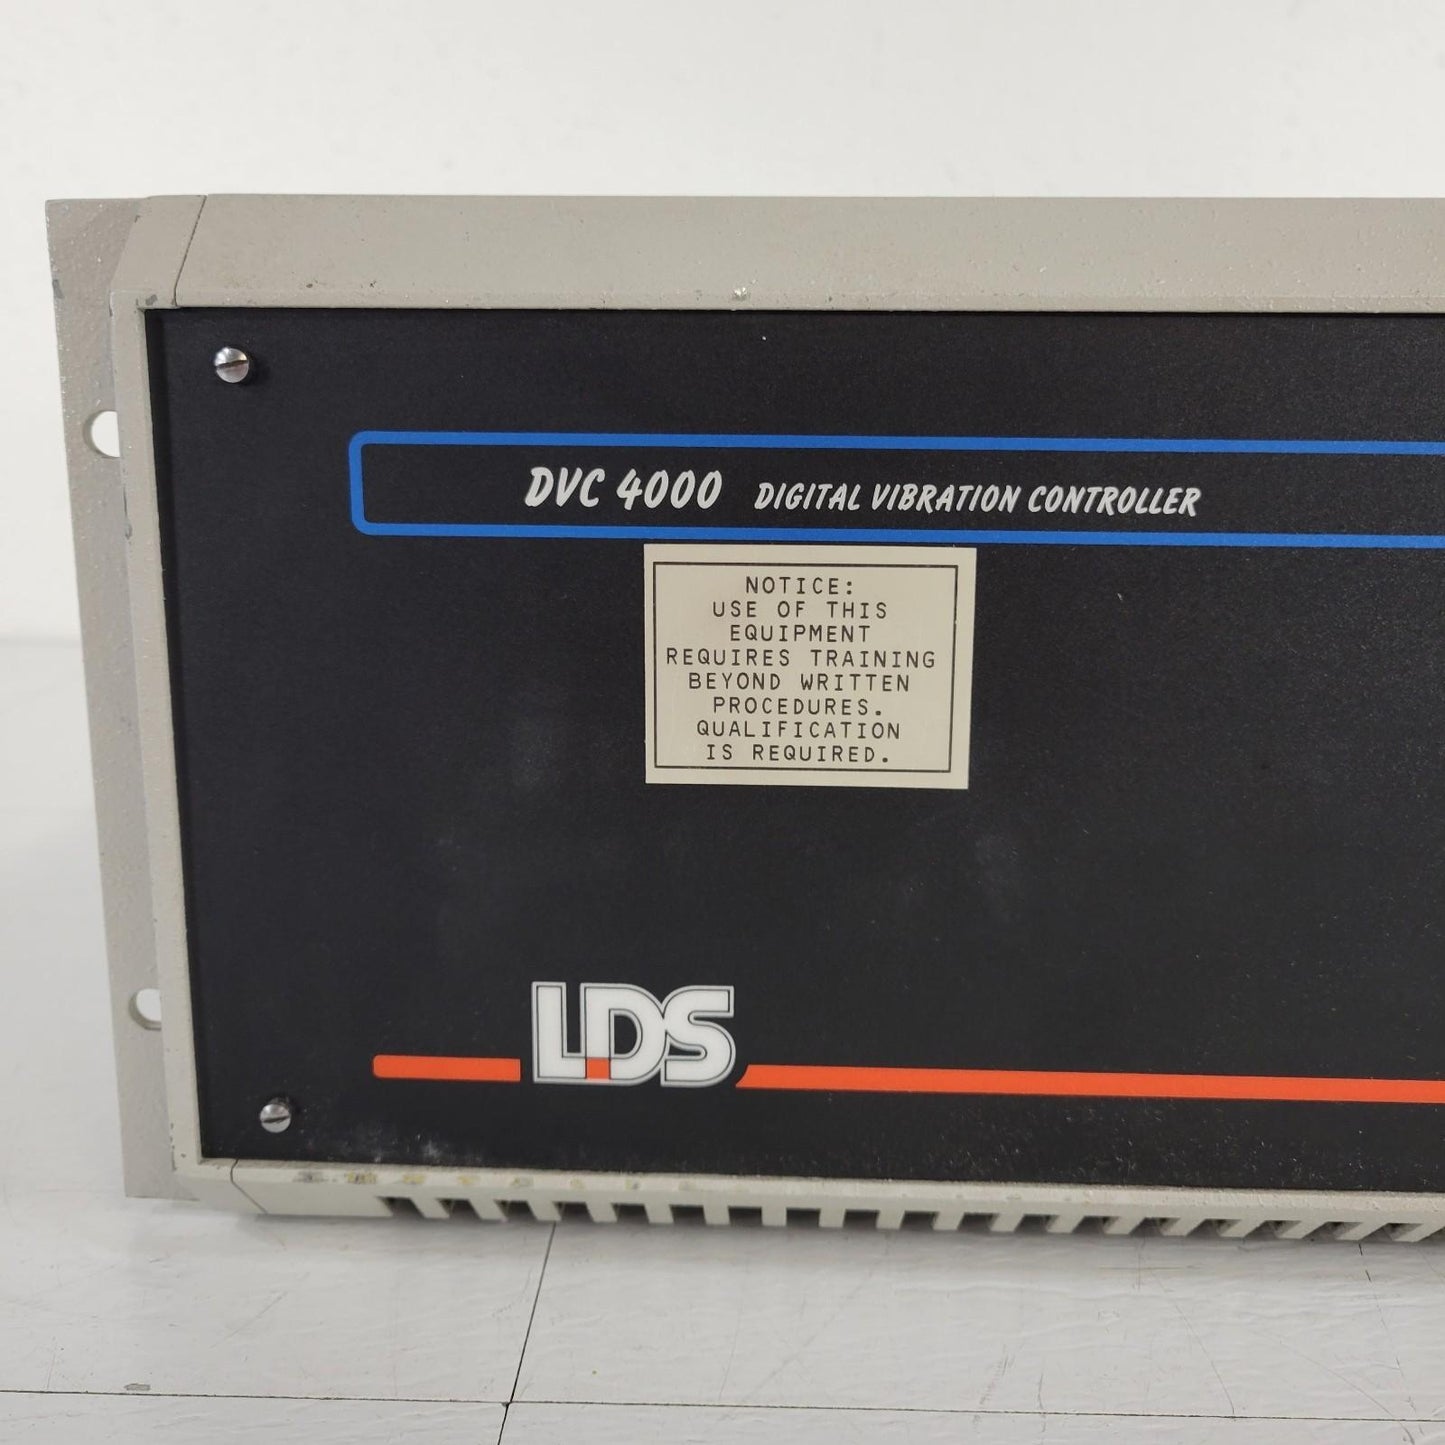 DVC 4000 DIGITAL VIBRATION CONTROLLER
NOTICE:
USE OF THIS
EQUIPMENT
REQUIRES TRAINING
BEYOND WRITTEN
PROCEDURES.
QUALIFICATION
IS REQUIRED.
LDS